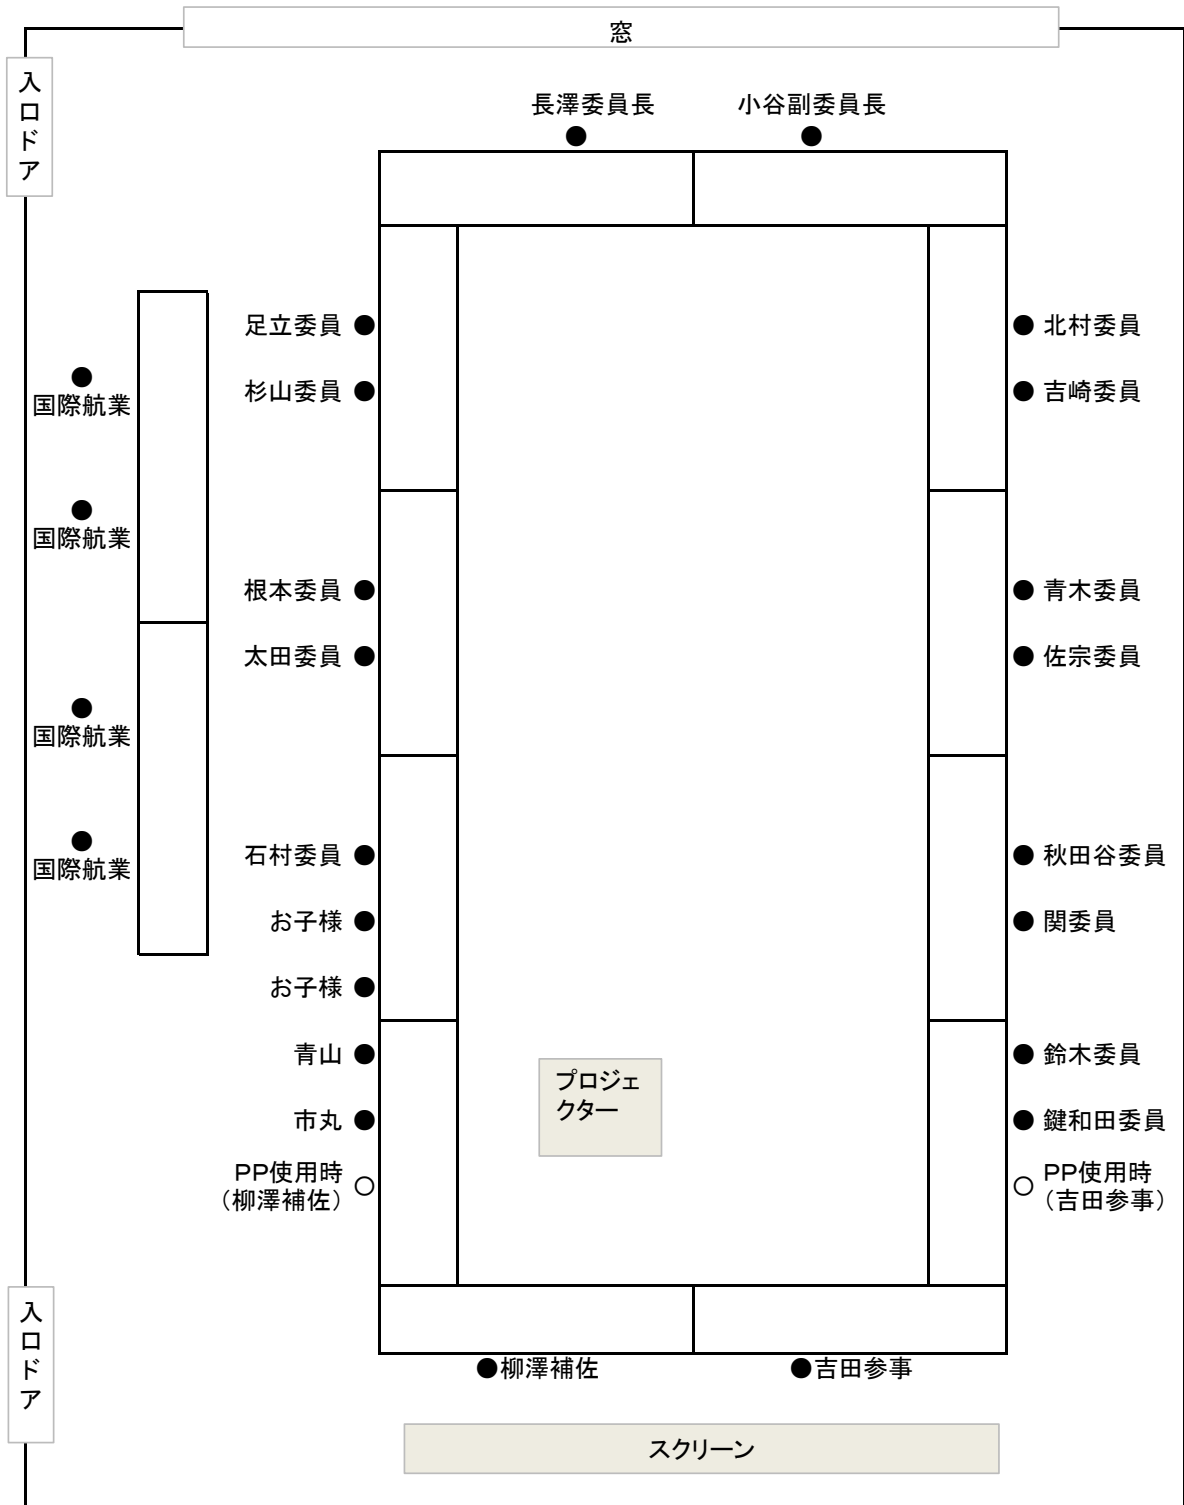 窓
入口ドア
長澤委員長
小谷副委員長
足立委員
北村委員
国際航業
杉山委員
吉崎委員
国際航業
根本委員
青木委員
太田委員
佐宗委員
国際航業
国際航業
石村委員
秋田谷委員
お子様
関委員
お子様
青山
鈴木委員
プロジェ
クター
市丸
鍵和田委員
PP使用時
（柳澤補佐）
PP使用時
（吉田参事）
入口ドア
柳澤補佐
吉田参事
スクリーン